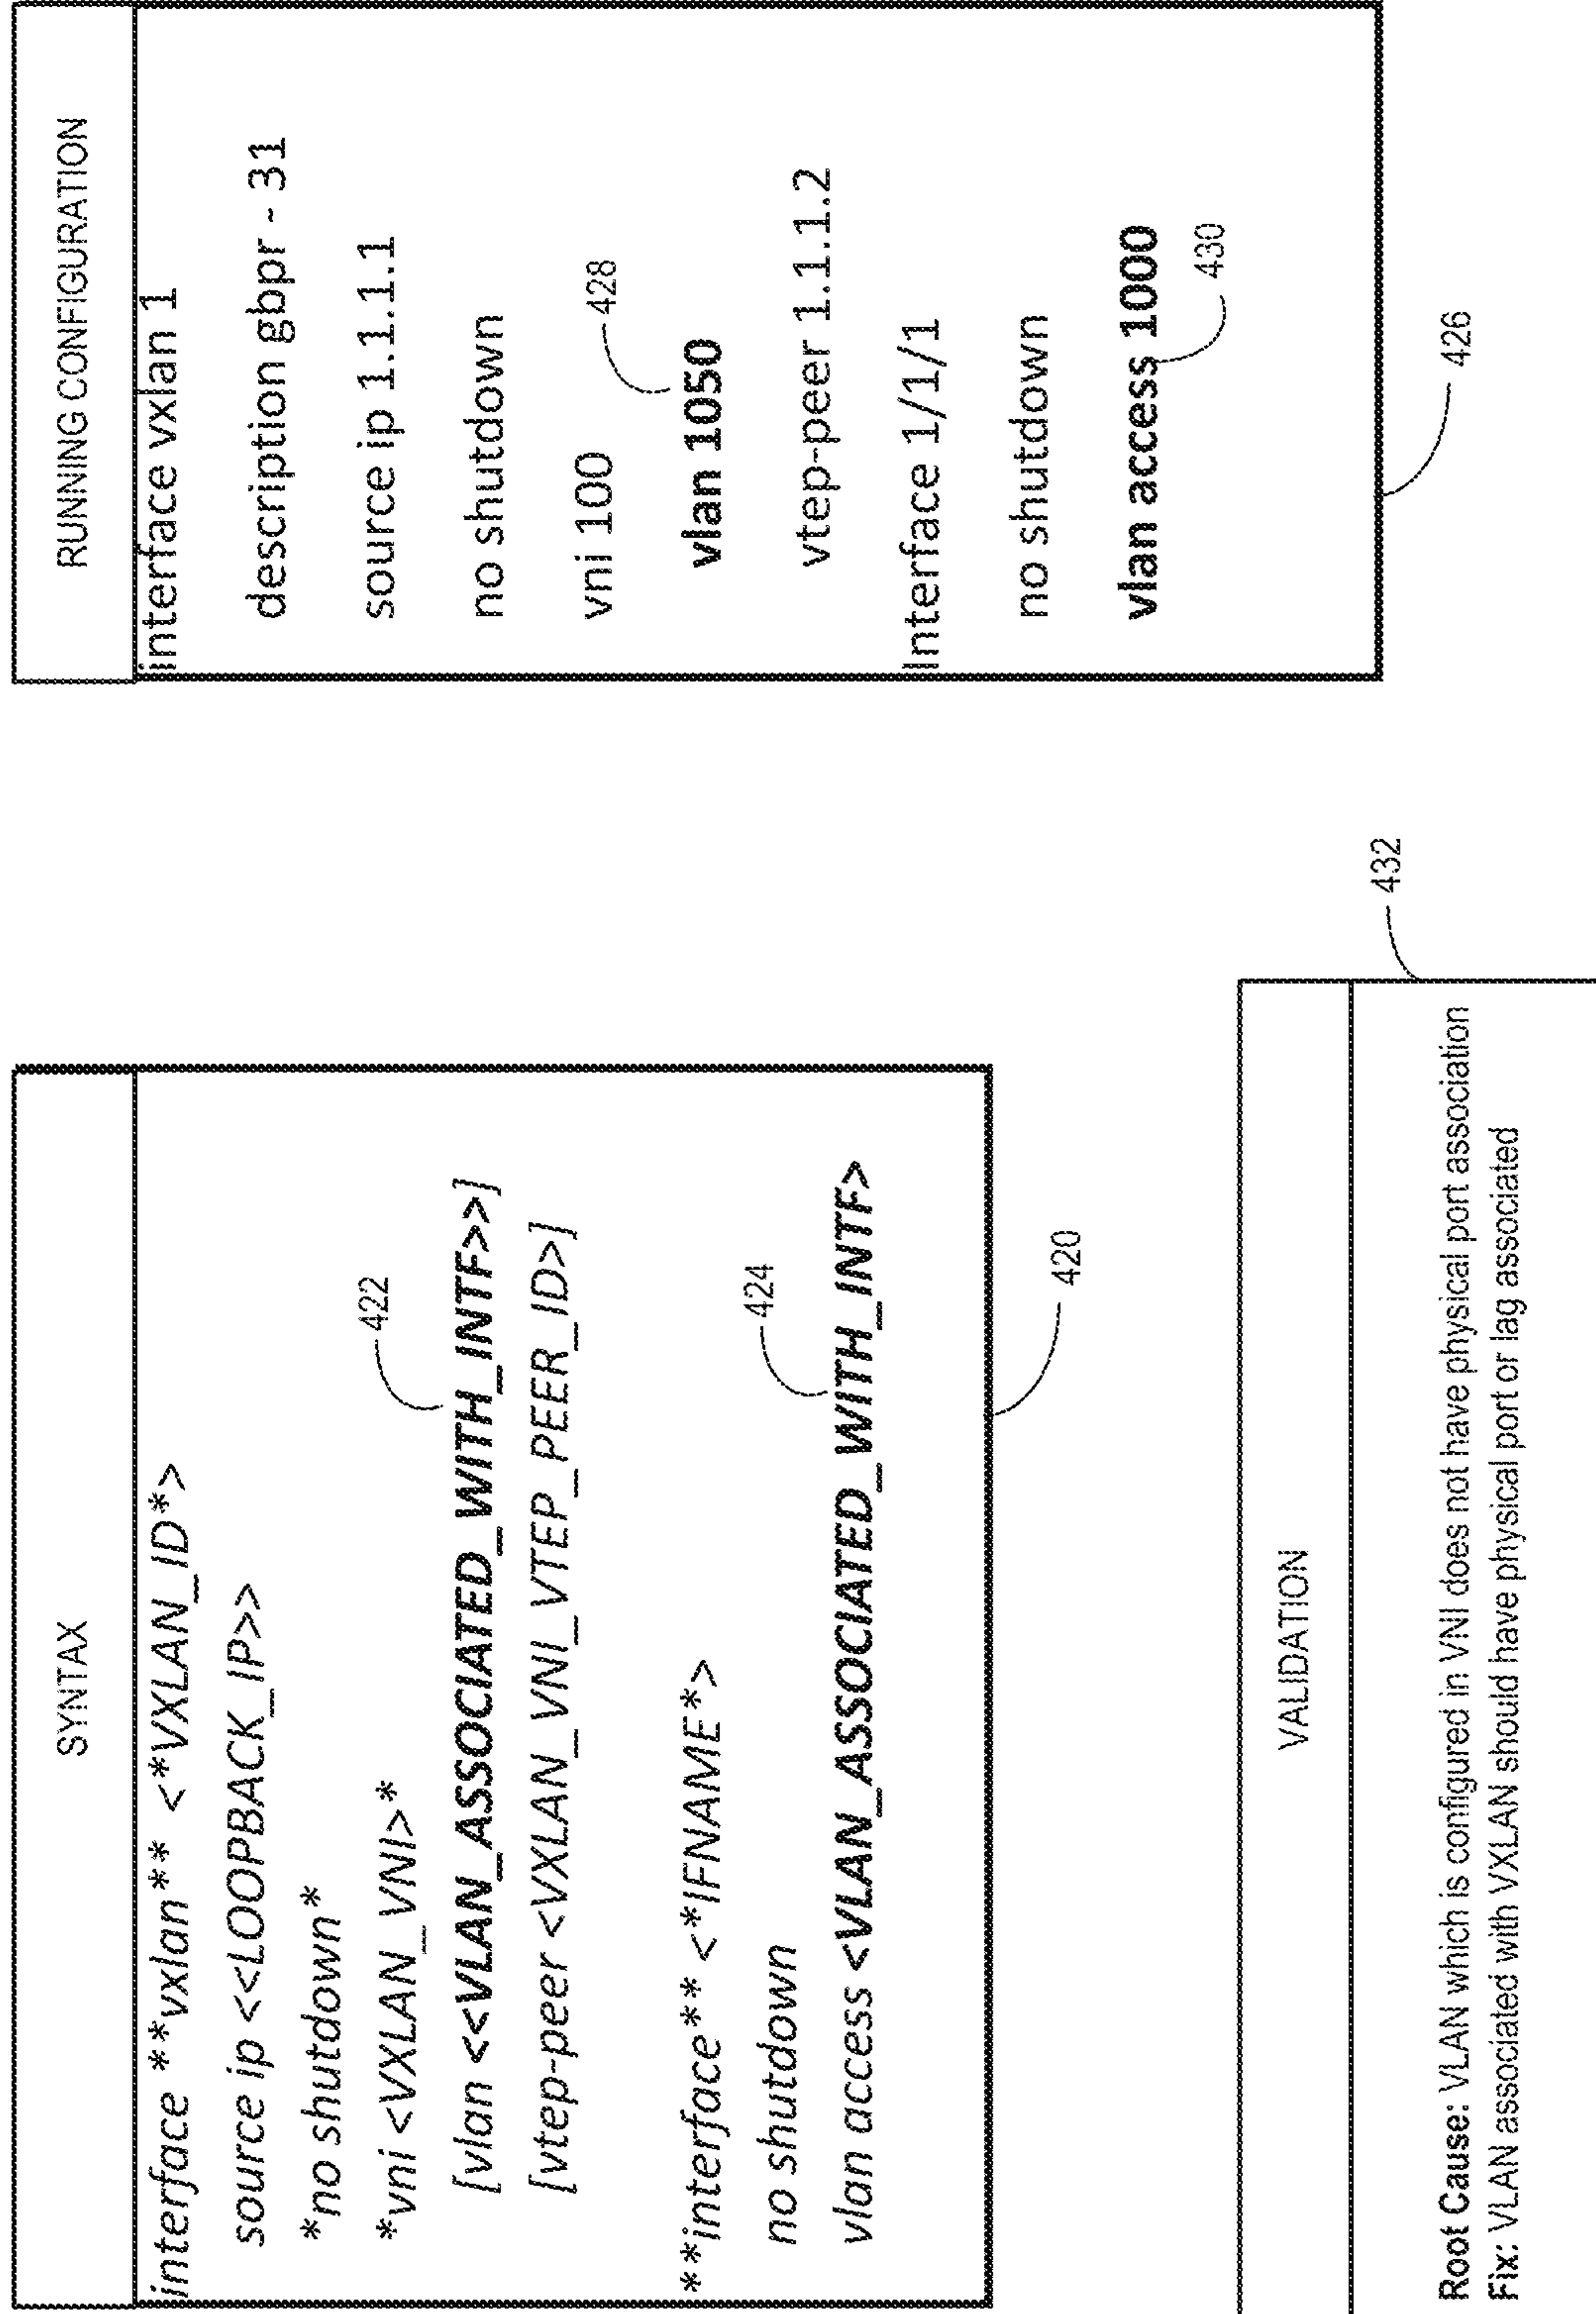 SYNTAX
interface **vxlan** <*VXLAN_ID*>
source ip <<LOOPBACK_IP>>
*no shutdown*
*vni <VXLAN_VNI>*
422
[vlan <<VLAN_ASSOCIATED_WITH_INTF>>]
[vtep-peer <VXLAN_VNI_VTEP_PEER_ID>]
**interface** <*IFNAME*>
no shutdown
424
vlan access <VLAN_ASSOCIATED_WITH_INTF>
420
RUNNING CONFIGURATION
interface vxlan 1
description gbpr - 31
source ip 1.1.1.1
no shutdown
vni 100
428
vlan 1050
vtep-peer 1.1.1.2
Interface 1/1/1
no shutdown
vlan access 1000
430
426
VALIDATION
432
Root Cause: VLAN which is configured in VNI does not have physical port association
Fix: VLAN associated with VXLAN should have physical port or lag associated